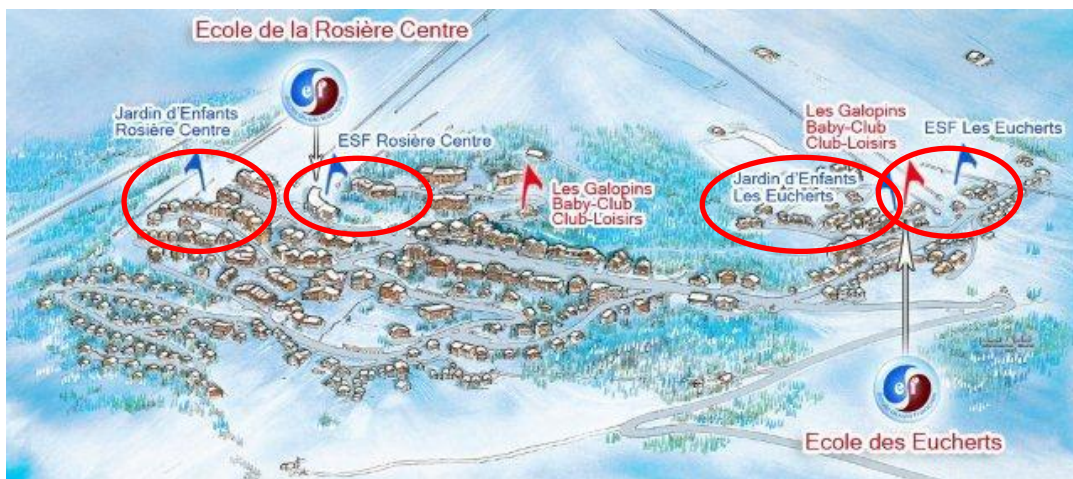 Ecole de la Rosière Centre
Jardin d'Enfants
Rosière Centre
ESF Rosière Centre
Les Galopins
Baby-Club
Club-Loisirs
Jardin d'Enfants
Les Eucherts
Les Galopins
Baby-Club
Club-Loisirs
ESF Les Eucherts
Ecole des Eucherts